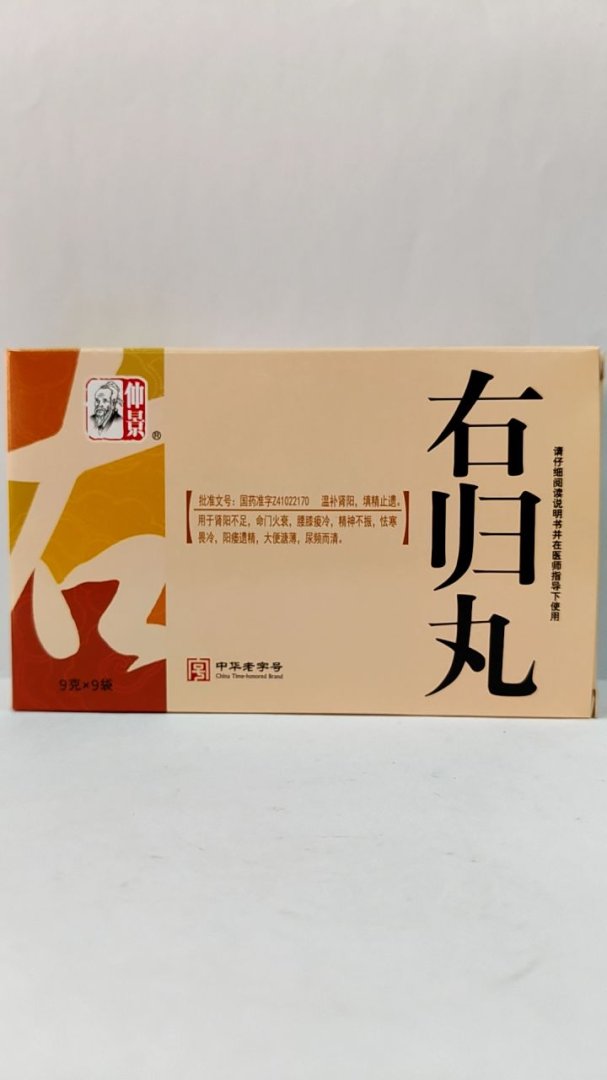 仲景®
右归丸
请仔细阅读说明书并在医师指导下使用
批准文号：国药准字Z41022170 温补肾阳，填精止遗。
用于肾阳不足，命门火衰，腰膝痠冷，精神不振，怯寒
畏冷，阳痿遗精，大便溏薄，尿频而清。
中华老字号
China Time-honored Brand
9克×9袋
右